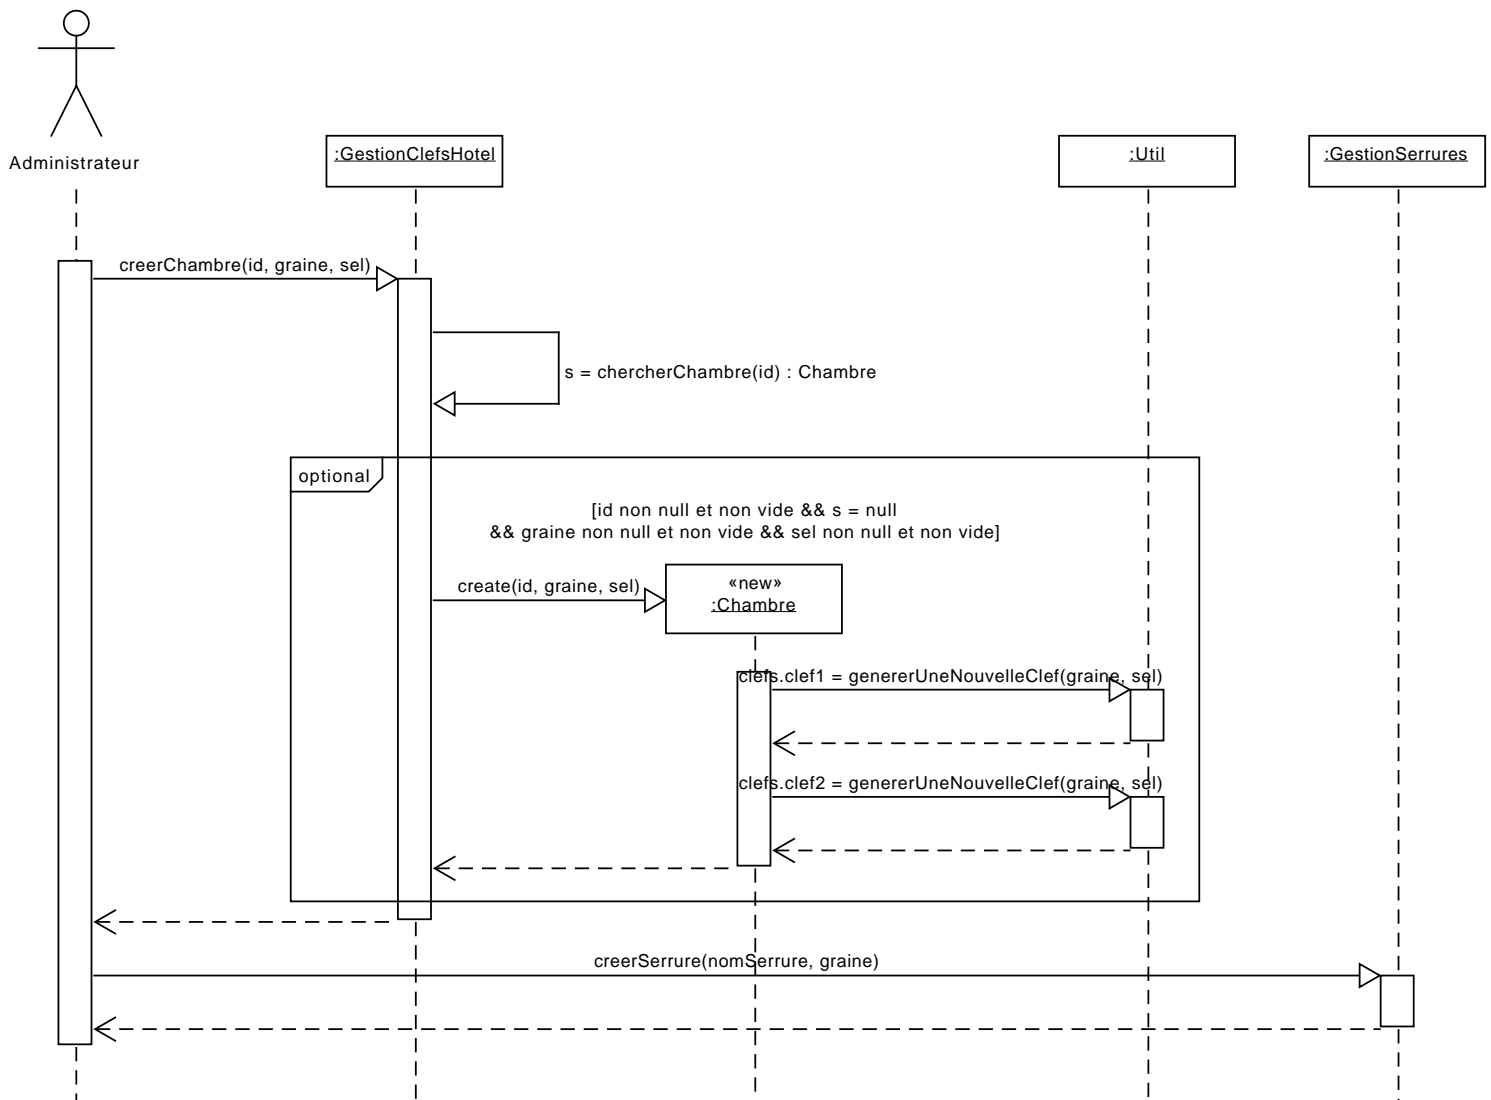 Administrateur
:GestionClefsHotel
:Util
:GestionSerrures
creerChambre(id, graine, sel)
s = chercherChambre(id) : Chambre
optional
[id non null et non vide && s = null
&& graine non null et non vide && sel non null et non vide]
create(id, graine, sel)
«new»
:Chambre
clefs.clef1 = genererUneNouvelleClef(graine, sel)
clefs.clef2 = genererUneNouvelleClef(graine, sel)
creerSerrure(nomSerrure, graine)